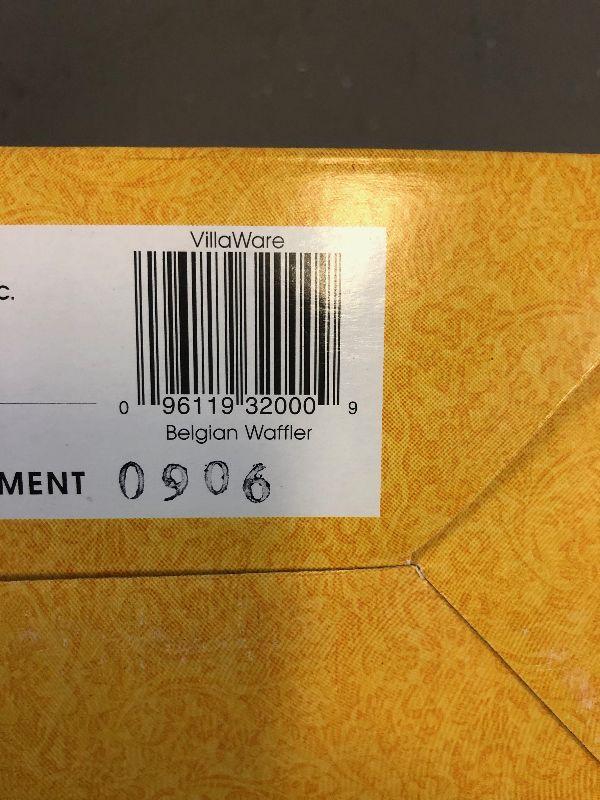 VillaWare
c.
0 96119 32000 9
Belgian Waffler
MENT 0906